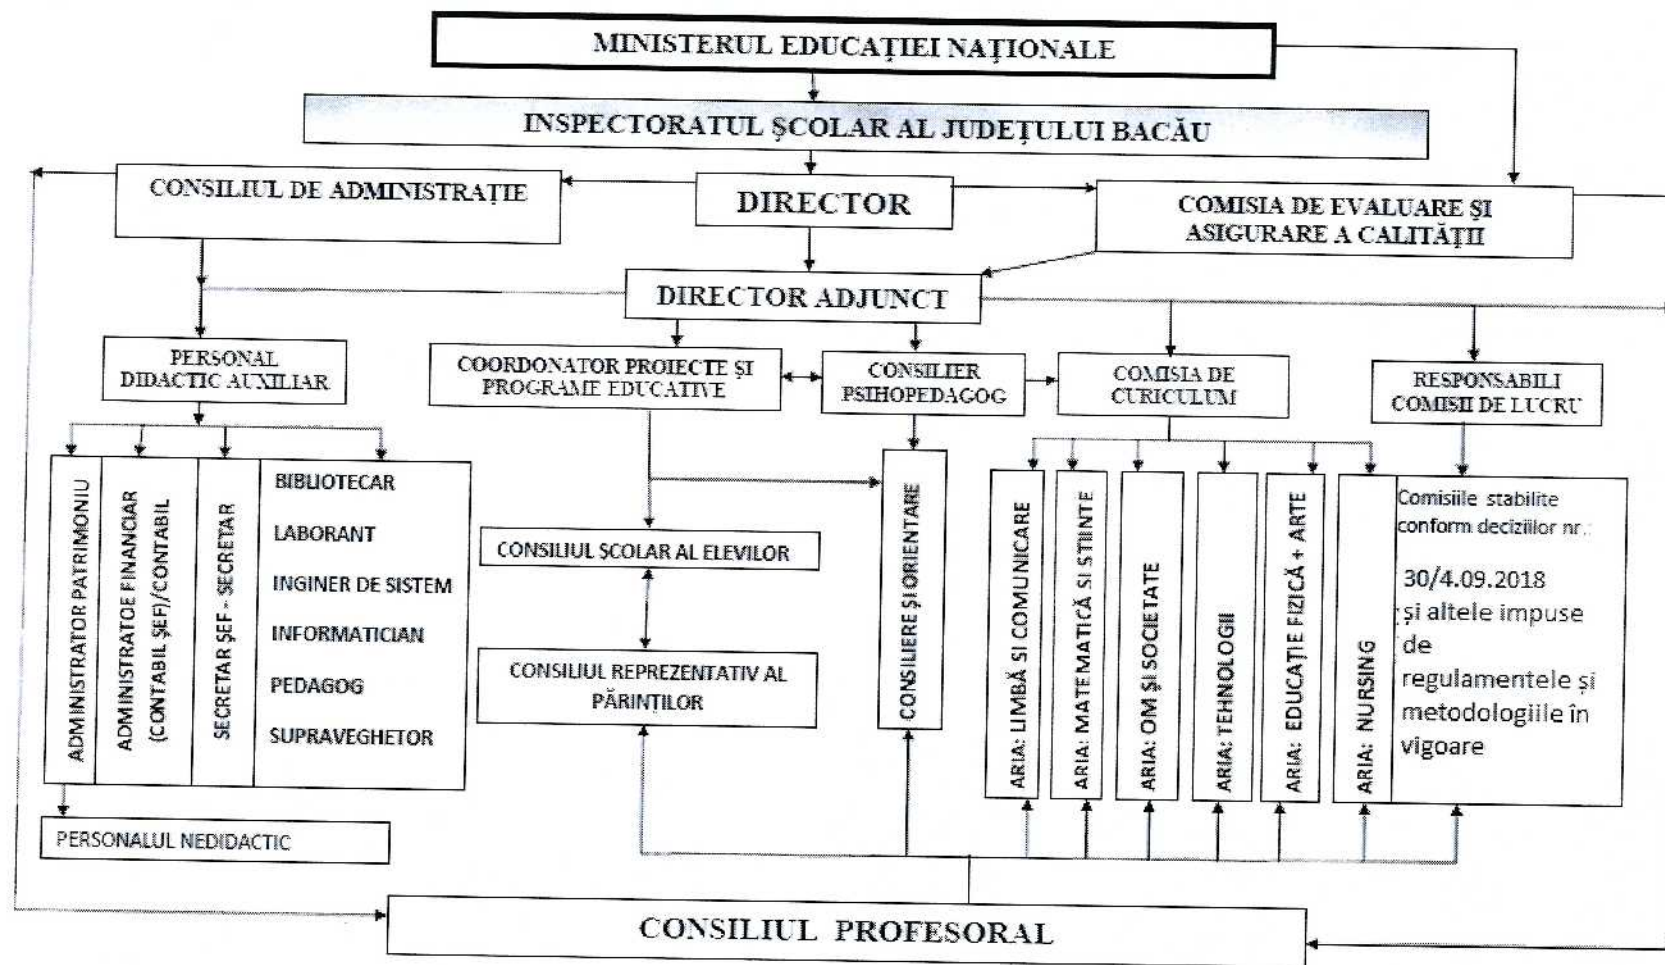 MINISTERUL EDUCAȚIEI NAȚIONALE
INSPECTORATUL ȘCOLAR AL JUDEȚULUI BACĂU
CONSILIUL DE ADMINISTRAȚIE
DIRECTOR
COMISIA DE EVALUARE ȘI
ASIGURARE A CALITĂȚII
DIRECTOR ADJUNCT
PERSONAL
DIDACTIC AUXILIAR
COORDONATOR PROIECTE ȘI
PROGRAME EDUCATIVE
CONSILIER
PSIHOPEDAGOG
COMISIA DE
CURICULUM
RESPONSABILI
COMISII DE LUCRU
ADMINISTRATOR PATRIMONIU
ADMINISTRATOE FINANCIAR
(CONTABIL ȘEF)/CONTABIL
SECRETAR ȘEF - SECRETAR
BIBLIOTECAR
LABORANT
INGINER DE SISTEM
INFORMATICIAN
PEDAGOG
SUPRAVEGHETOR
CONSILIUL ȘCOLAR AL ELEVILOR
CONSILIUL REPREZENTATIV AL
PĂRINȚILOR
CONSILIERE ȘI ORIENTARE
ARIA: LIMBĂ SI COMUNICARE
ARIA: MATEMATICĂ SI STIINTE
ARIA: OM ȘI SOCIETATE
ARIA: TEHNOLOGII
ARIA: EDUCAȚIE FIZICĂ + ARTE
ARIA: NURSING
Comisiile stabilite
conform deciziilor nr.:
30/4.09.2018
și altele impuse
de
regulamentele și
metodologiile în
vigoare
PERSONALUL NEDIDACTIC
CONSILIUL PROFESORAL